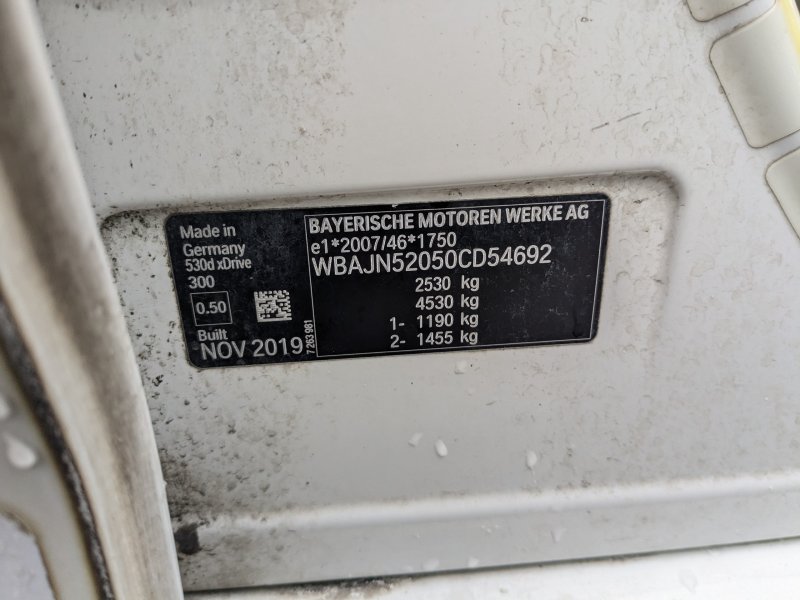 Made in
Germany
530d xDrive
300
0.50
Built
NOV 2019
7 263 981
BAYERISCHE MOTOREN WERKE AG
e1*2007/46*1750
WBAJN52050CD54692
2530 kg
4530 kg
1- 1190 kg
2- 1455 kg